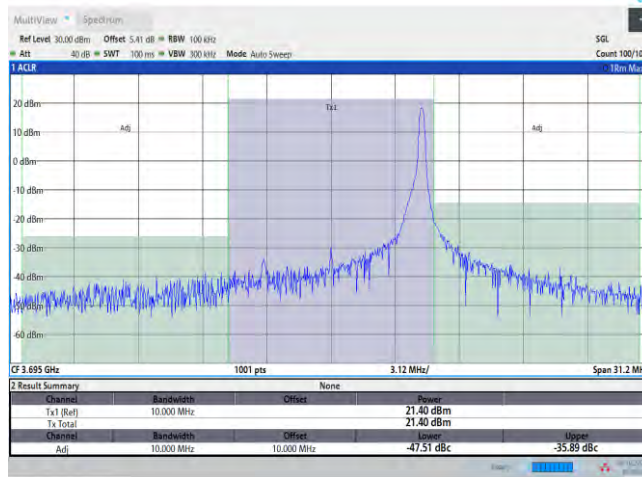 MultiView Spectrum
Ref Level 30.00 dBm Offset 5.41 dB RBW 100 kHz SGL
Att 40 dB SWT 100 ms VBW 300 kHz Mode Auto Sweep Count 100/10
1 ACLR 1Rm Ma
20 dBm
Tx1
10 dBm
Adj Adj
0 dBm
-10 dBm
-20 dBm
-30 dBm
-40 dBm
-60 dBm
CF 3.695 GHz 1001 pts 3.12 MHz/ Span 31.2 M
2 Result Summary None
Channel Bandwidth Offset Power
Tx1 (Ref) 10.000 MHz 21.40 dBm
Tx Total 21.40 dBm
Channel Bandwidth Offset Lower Upper
Adj 10.000 MHz 10.000 MHz -47.51 dBc -35.89 dBc